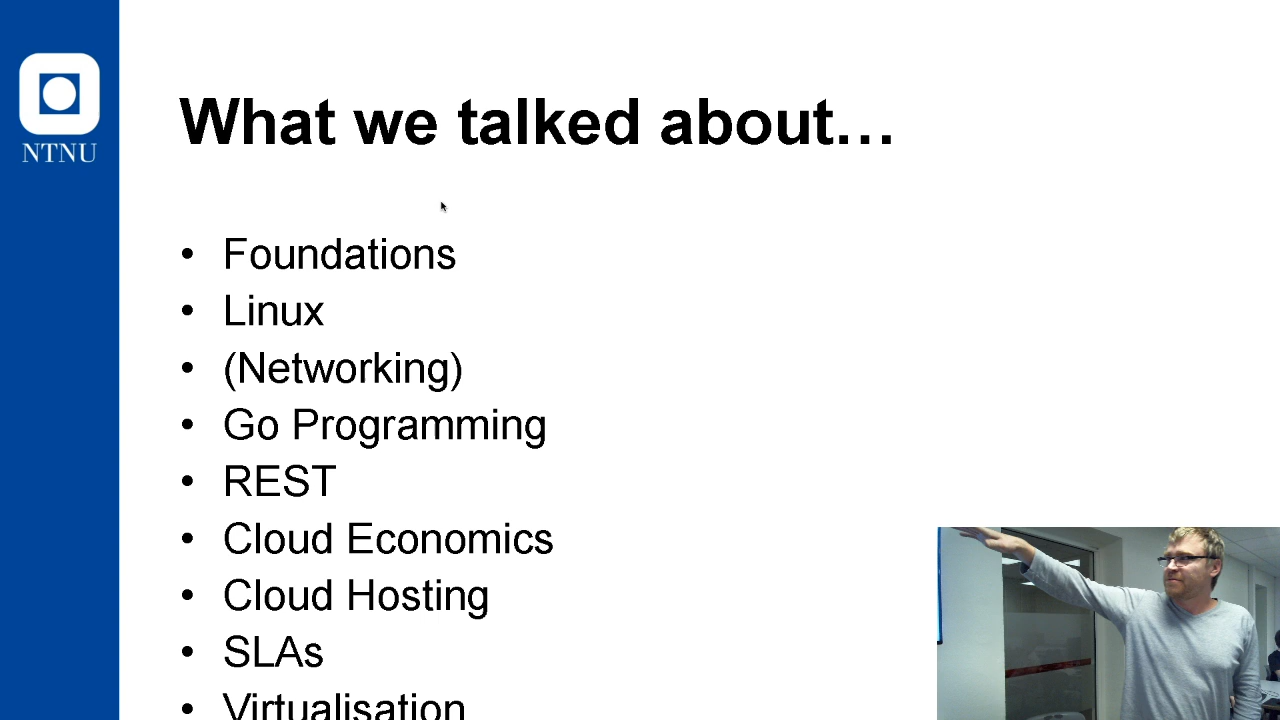 NTNU
What we talked about…
• Foundations
• Linux
• (Networking)
• Go Programming
• REST
• Cloud Economics
• Cloud Hosting
• SLAs
• Virtualisation